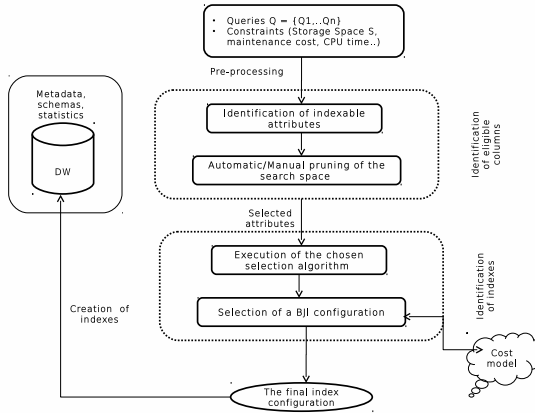 • Queries Q = {Q1,..Qn}
• Constraints (Storage Space S,
maintenance cost, CPU time..)
Pre-processing
Metadata,
schemas,
statistics
DW
Identification of indexable
attributes
Automatic/Manual pruning of the
search space
Identification
of eligible
columns
Selected
attributes
Execution of the chosen
selection algorithm
Selection of a BJI configuration
Identification
of indexes
Creation of
indexes
Cost
model
The final index
configuration